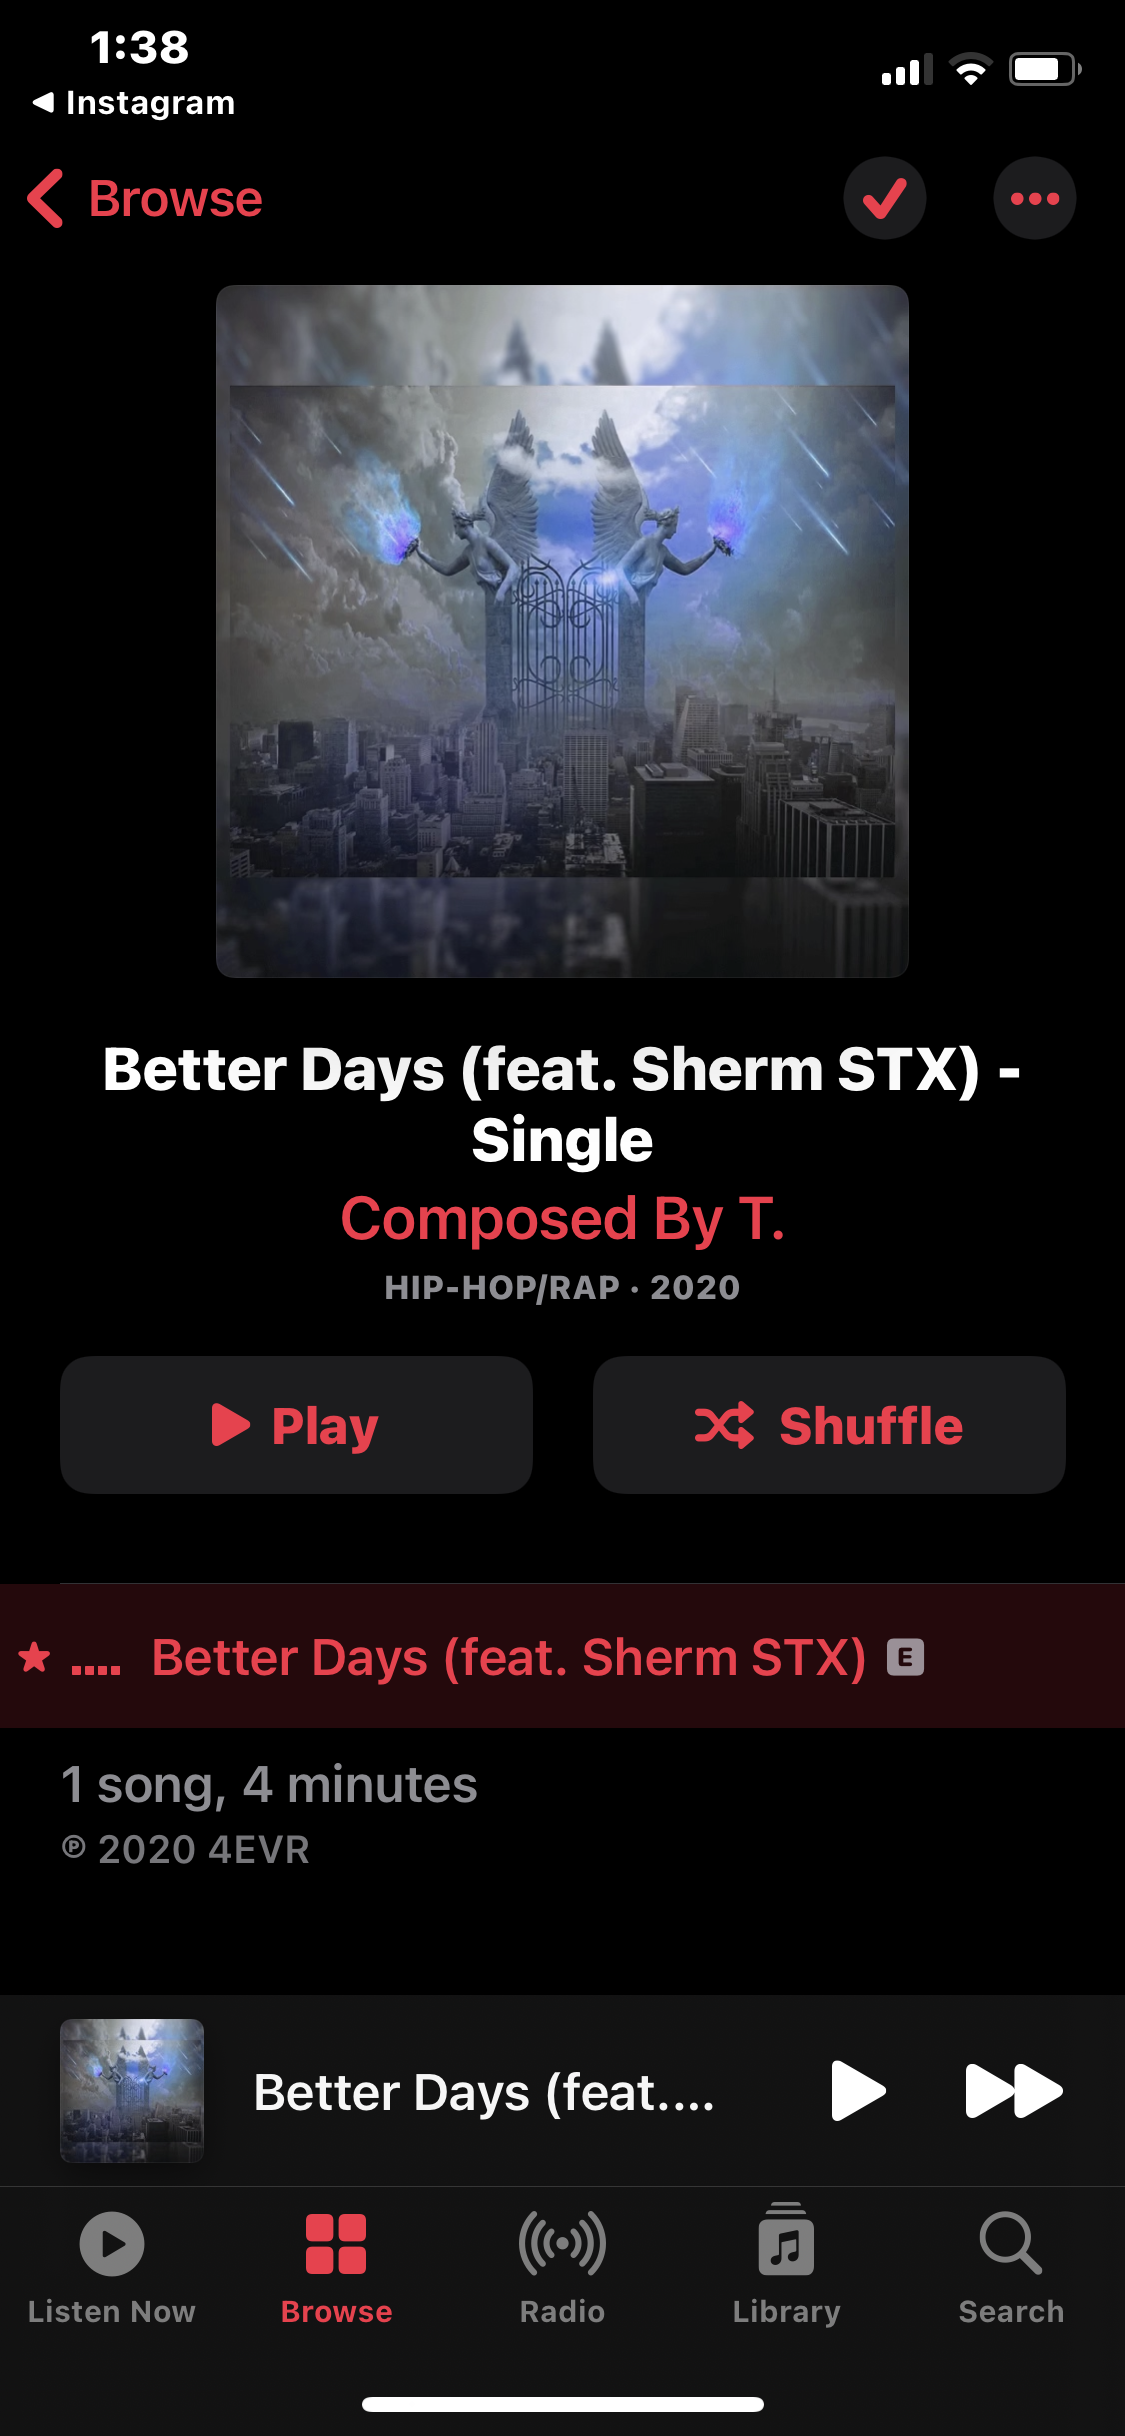 1:38
Instagram
Browse
Better Days (feat. Sherm STX) -
Single
Composed By T.
HIP-HOP/RAP · 2020
Play
Shuffle
Better Days (feat. Sherm STX) E
1 song, 4 minutes
℗ 2020 4EVR
Better Days (feat....
Listen Now
Browse
Radio
Library
Search